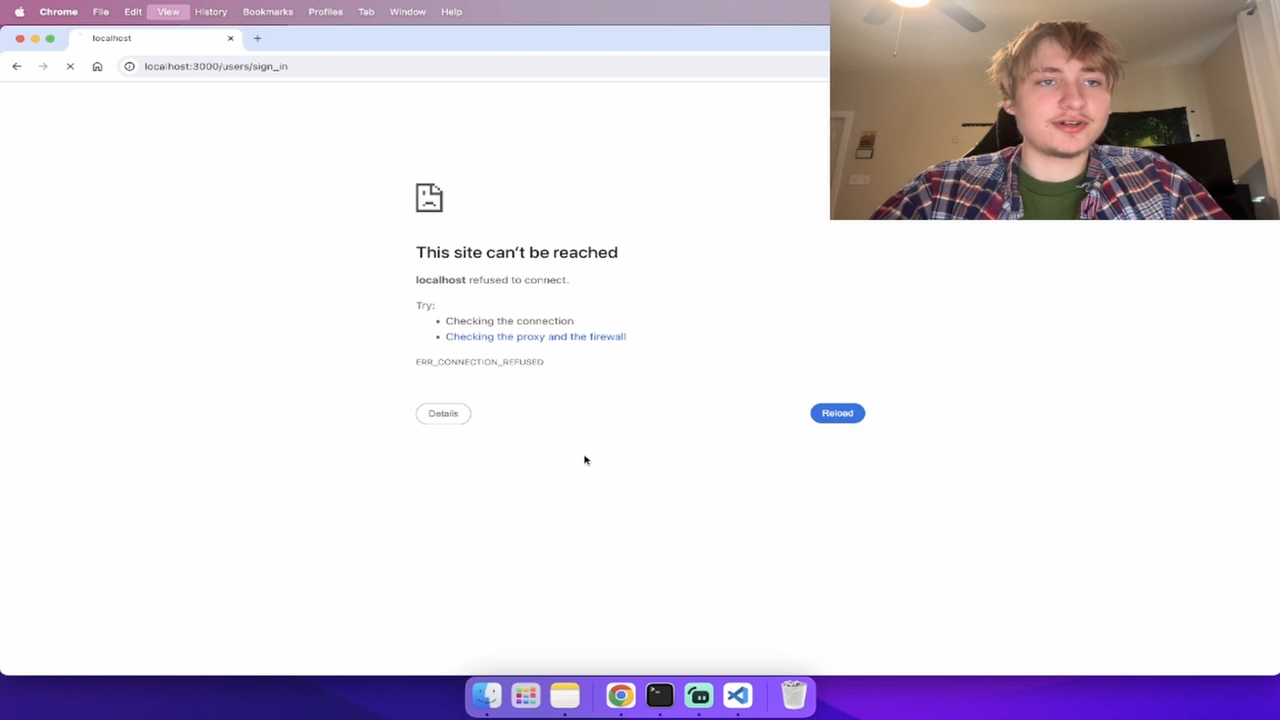 Chrome File Edit View History Bookmarks Profiles Tab Window Help
localhost
localhost:3000/users/sign_in
This site can't be reached
localhost refused to connect.
Try:
• Checking the connection
• Checking the proxy and the firewall
ERR_CONNECTION_REFUSED
Details Reload